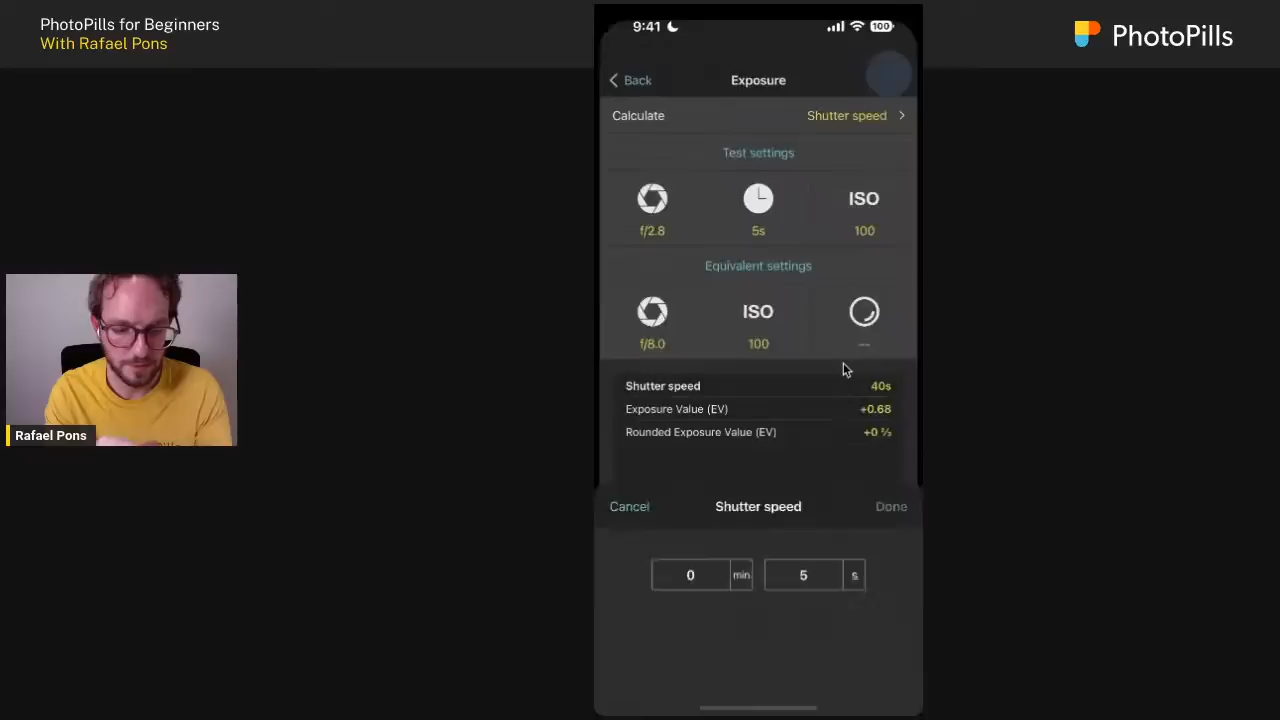 PhotoPills for Beginners
With Rafael Pons
PhotoPills
9:41
100
Back
Exposure
Calculate
Shutter speed
Test settings
ISO
f/2.8
5s
100
Equivalent settings
ISO
f/8.0
100
--
Shutter speed
40s
Exposure Value (EV)
+0.68
Rounded Exposure Value (EV)
+0 ⅔
Cancel
Shutter speed
Done
0
min
5
s
Rafael Pons